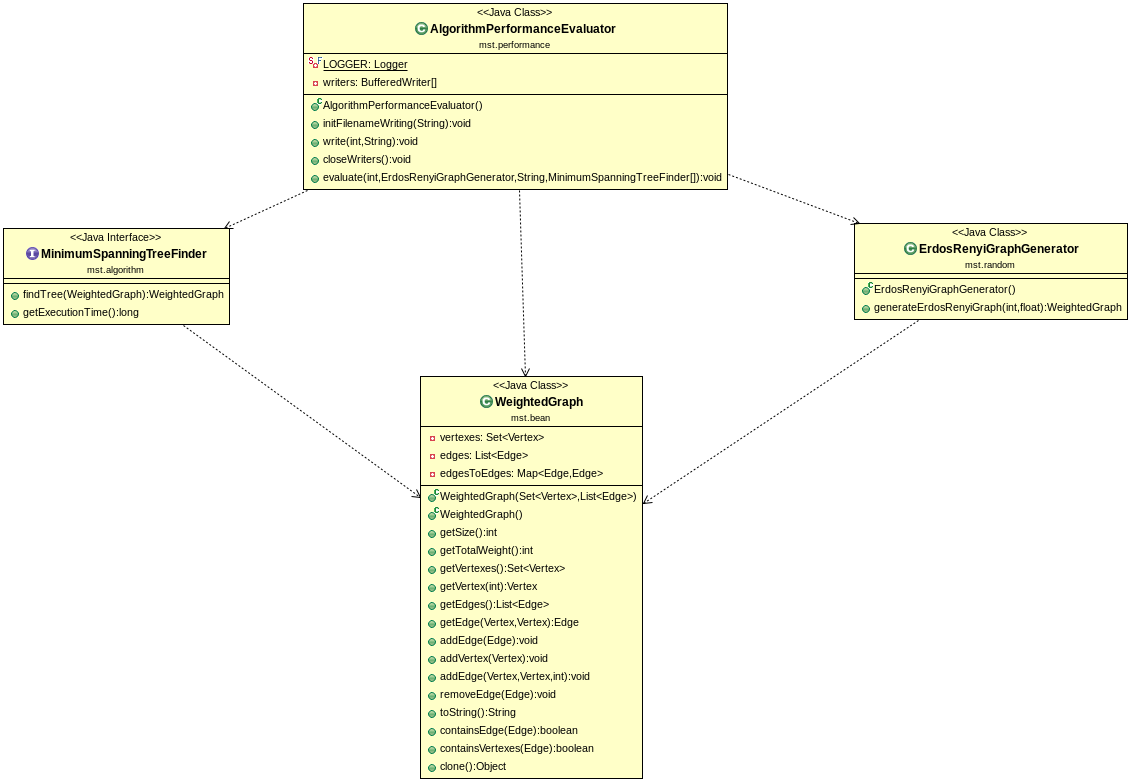 <<Java Class>>
AlgorithmPerformanceEvaluator
mst.performance
LOGGER: Logger
writers: BufferedWriter[]
AlgorithmPerformanceEvaluator()
initFilenameWriting(String):void
write(int,String):void
closeWriters():void
evaluate(int,ErdosRenyiGraphGenerator,String,MinimumSpanningTreeFinder[]):void
<<Java Interface>>
MinimumSpanningTreeFinder
mst.algorithm
findTree(WeightedGraph):WeightedGraph
getExecutionTime():long
<<Java Class>>
ErdosRenyiGraphGenerator
mst.random
ErdosRenyiGraphGenerator()
generateErdosRenyiGraph(int,float):WeightedGraph
<<Java Class>>
WeightedGraph
mst.bean
vertexes: Set<Vertex>
edges: List<Edge>
edgesToEdges: Map<Edge,Edge>
WeightedGraph(Set<Vertex>,List<Edge>)
WeightedGraph()
getSize():int
getTotalWeight():int
getVertexes():Set<Vertex>
getVertex(int):Vertex
getEdges():List<Edge>
getEdge(Vertex,Vertex):Edge
addEdge(Edge):void
addVertex(Vertex):void
addEdge(Vertex,Vertex,int):void
removeEdge(Edge):void
toString():String
containsEdge(Edge):boolean
containsVertexes(Edge):boolean
clone():Object